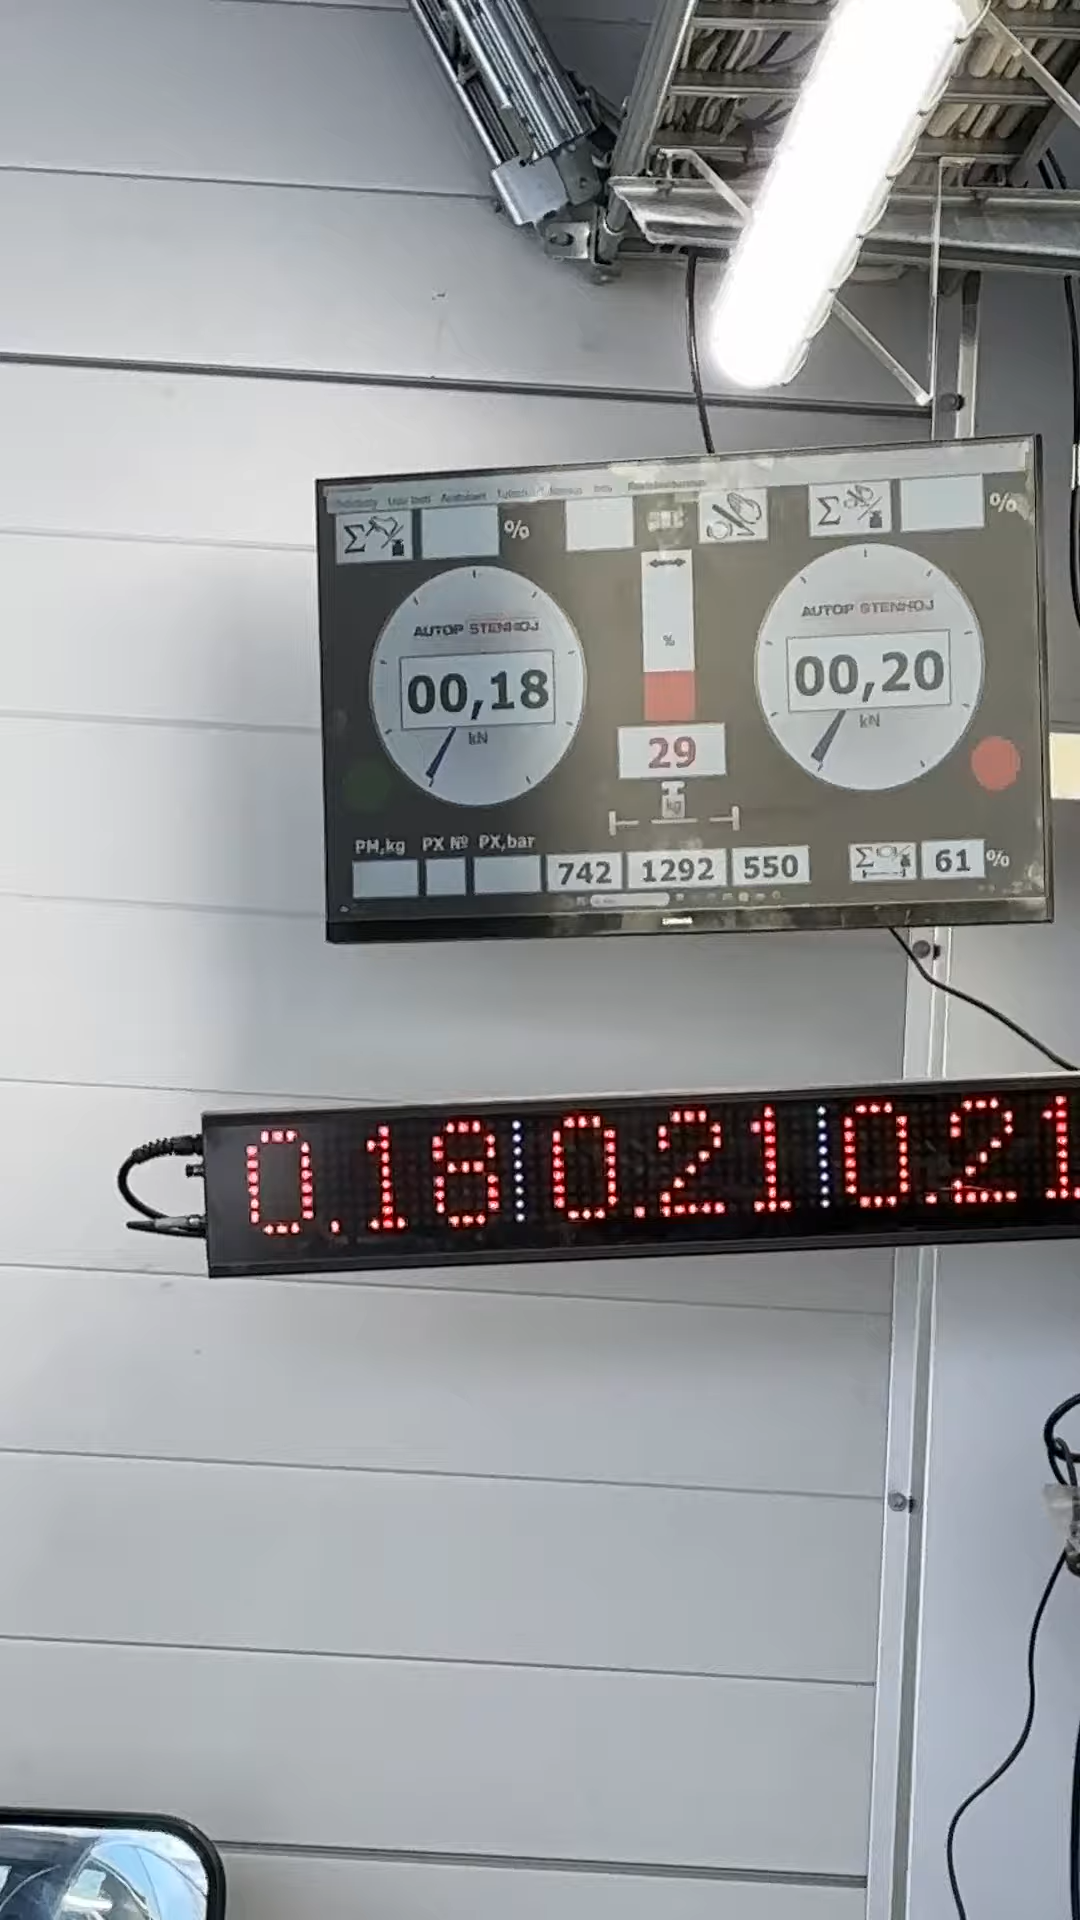 % % %
AUTOP STENHOJ AUTOP STENHOJ
00,18 % 00,20
kN kN
29
kg
PM,kg PX № PX,bar
742 1292 550 Σ 61 %
0.18 0.21 0.21